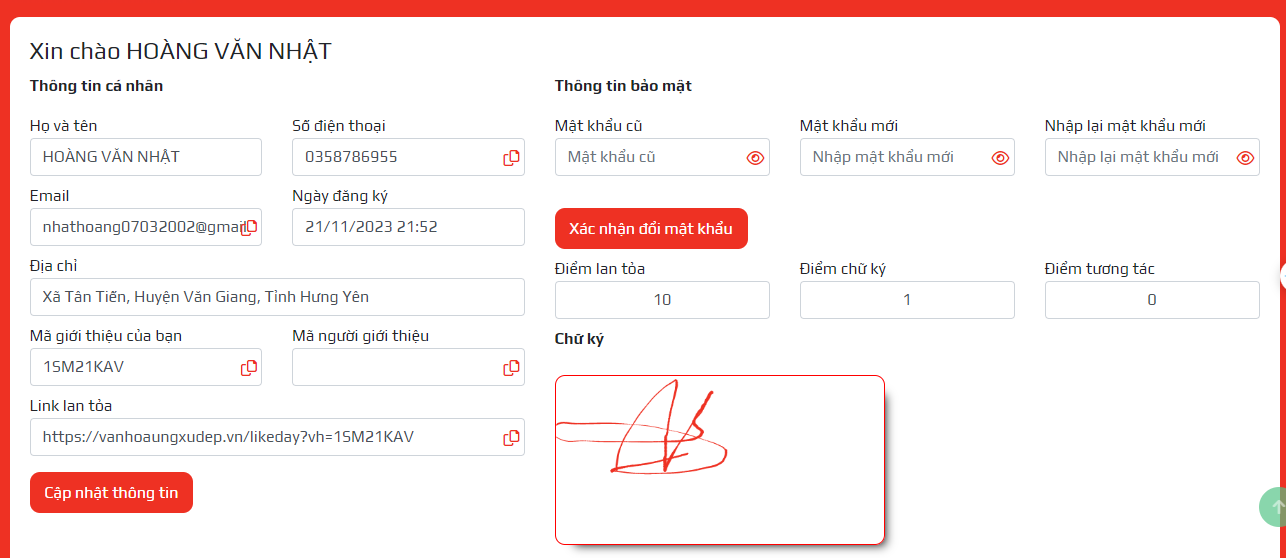 Xin chào HOÀNG VĂN NHẬT
Thông tin cá nhân
Họ và tên
Số điện thoại
HOÀNG VĂN NHẬT
0358786955
Email
Ngày đăng ký
nhathoang07032002@gmail
21/11/2023 21:52
Địa chỉ
Xã Tân Tiến, Huyện Văn Giang, Tỉnh Hưng Yên
Mã giới thiệu của bạn
Mã người giới thiệu
1SM21KAV
Link lan tỏa
https://vanhoaungxudep.vn/likeday?vh=1SM21KAV
Cập nhật thông tin
Thông tin bảo mật
Mật khẩu cũ
Mật khẩu mới
Nhập lại mật khẩu mới
Mật khẩu cũ
Nhập mật khẩu mới
Nhập lại mật khẩu mới
Xác nhận đổi mật khẩu
Điểm lan tỏa
Điểm chữ ký
Điểm tương tác
10
1
0
Chữ ký